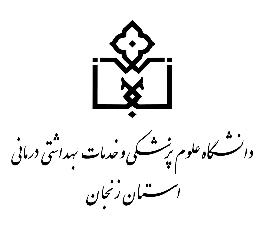 دانشگاه علوم پزشکی و خدمات بهداشتی درمانی
استان زنجان